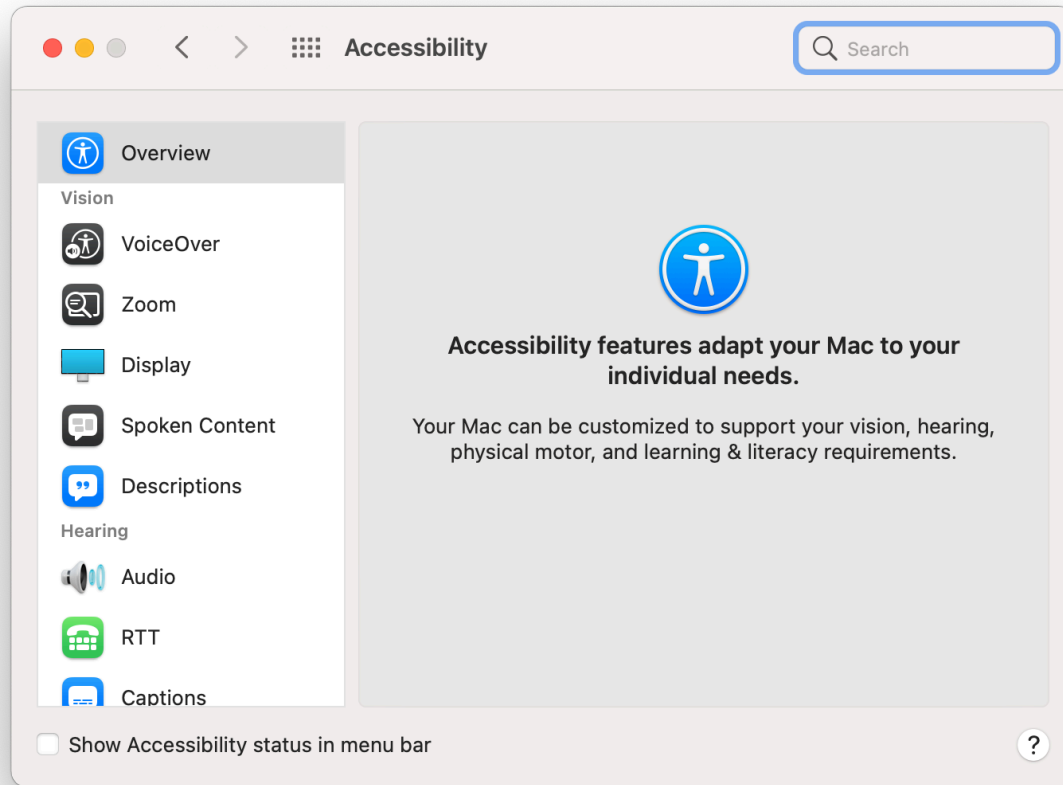 Accessibility
Search
Overview
Vision
VoiceOver
Zoom
Display
Spoken Content
Descriptions
Hearing
Audio
RTT
Captions
Accessibility features adapt your Mac to your
individual needs.
Your Mac can be customized to support your vision, hearing,
physical motor, and learning & literacy requirements.
Show Accessibility status in menu bar
?